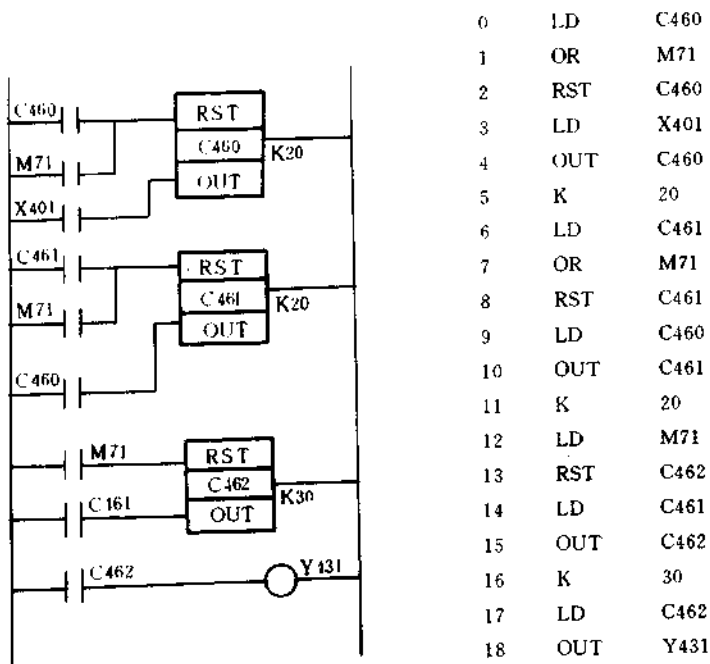 C460
RST
C460
K20
M71
OUT
X401
C461
RST
C461
K20
M71
OUT
C460
M71
RST
C462
K30
C461
OUT
C462
Y431
0 LD C460
1 OR M71
2 RST C460
3 LD X401
4 OUT C460
5 K 20
6 LD C461
7 OR M71
8 RST C461
9 LD C460
10 OUT C461
11 K 20
12 LD M71
13 RST C462
14 LD C461
15 OUT C462
16 K 30
17 LD C462
18 OUT Y431